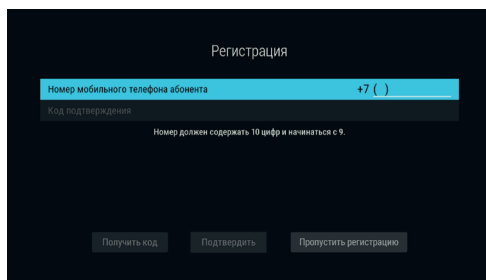 Регистрация
Номер мобильного телефона абонента +7 ( )
Код подтверждения
Номер должен содержать 10 цифр и начинаться с 9.
Получить код Подтвердить Пропустить регистрацию